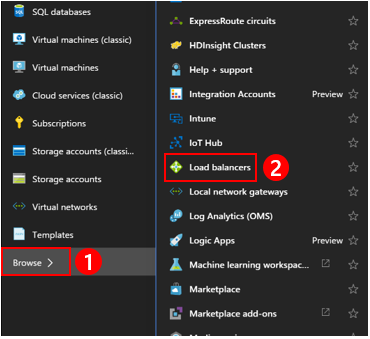 SQL databases
Virtual machines (classic)
Virtual machines
Cloud services (classic)
Subscriptions
Storage accounts (classi...
Storage accounts
Virtual networks
Templates
Browse >
1
ExpressRoute circuits
HDInsight Clusters
Help + support
Integration Accounts Preview
Intune
IoT Hub
Load balancers
2
Local network gateways
Log Analytics (OMS)
Logic Apps Preview
Machine learning workspac...
Marketplace
Marketplace add-ons